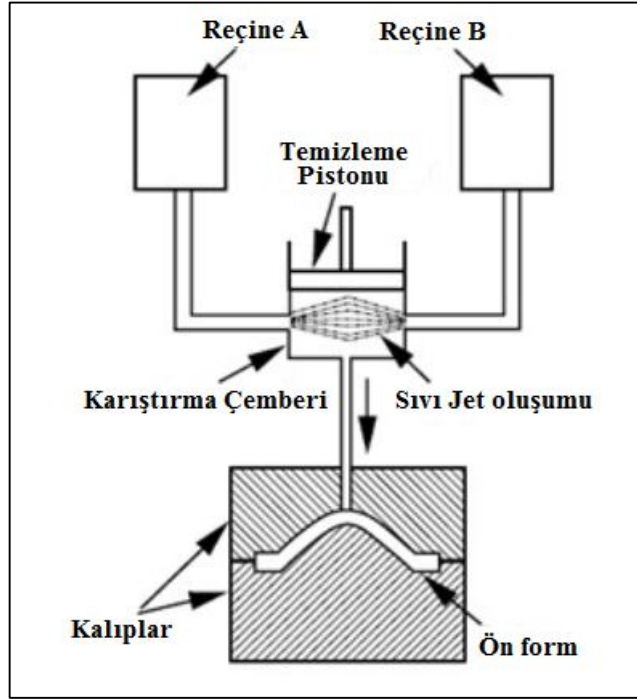 Reçine A
Reçine B
Temizleme
Pistonu
Karıştırma Çemberi
Sıvı Jet oluşumu
Kalıplar
Ön form